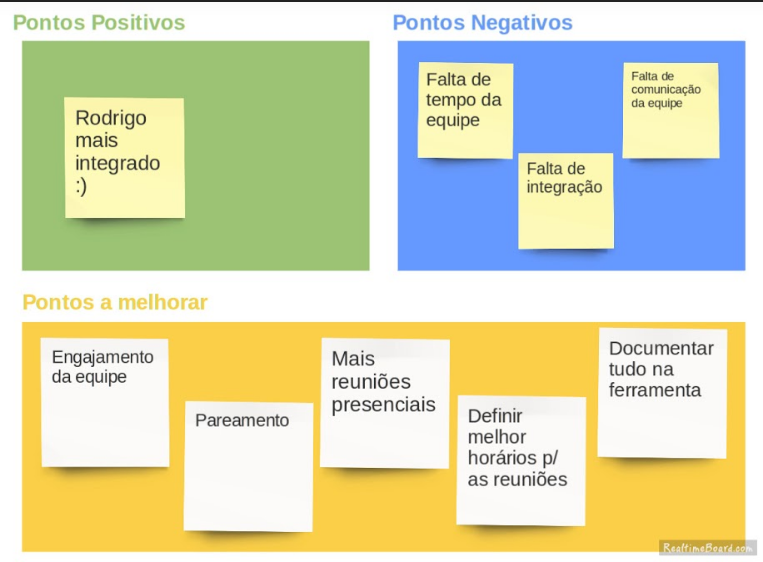 Pontos Positivos
Rodrigo
mais
integrado
:)
Pontos Negativos
Falta de
tempo da
equipe
Falta de
integração
Falta de
comunicação
da equipe
Pontos a melhorar
Engajamento
da equipe
Pareamento
Mais
reuniões
presenciais
Definir
melhor
horários p/
as reuniões
Documentar
tudo na
ferramenta
RealtimeBoard.com